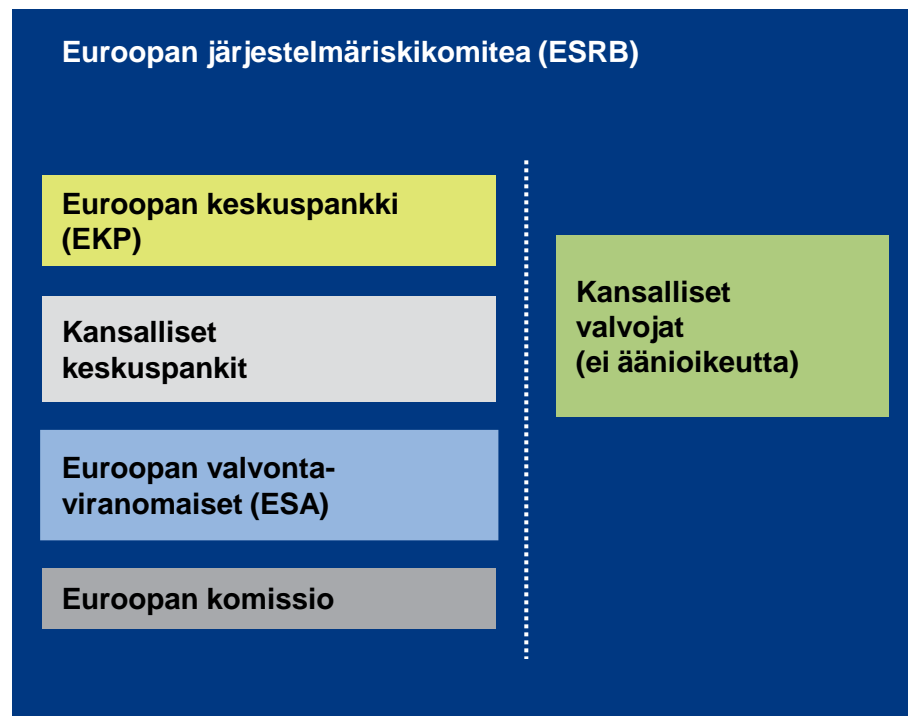 Euroopan järjestelmäriskikomitea (ESRB)
Euroopan keskuspankki
(EKP)
Kansalliset
keskuspankit
Euroopan valvonta-
viranomaiset (ESA)
Euroopan komissio
Kansalliset
valvojat
(ei äänioikeutta)